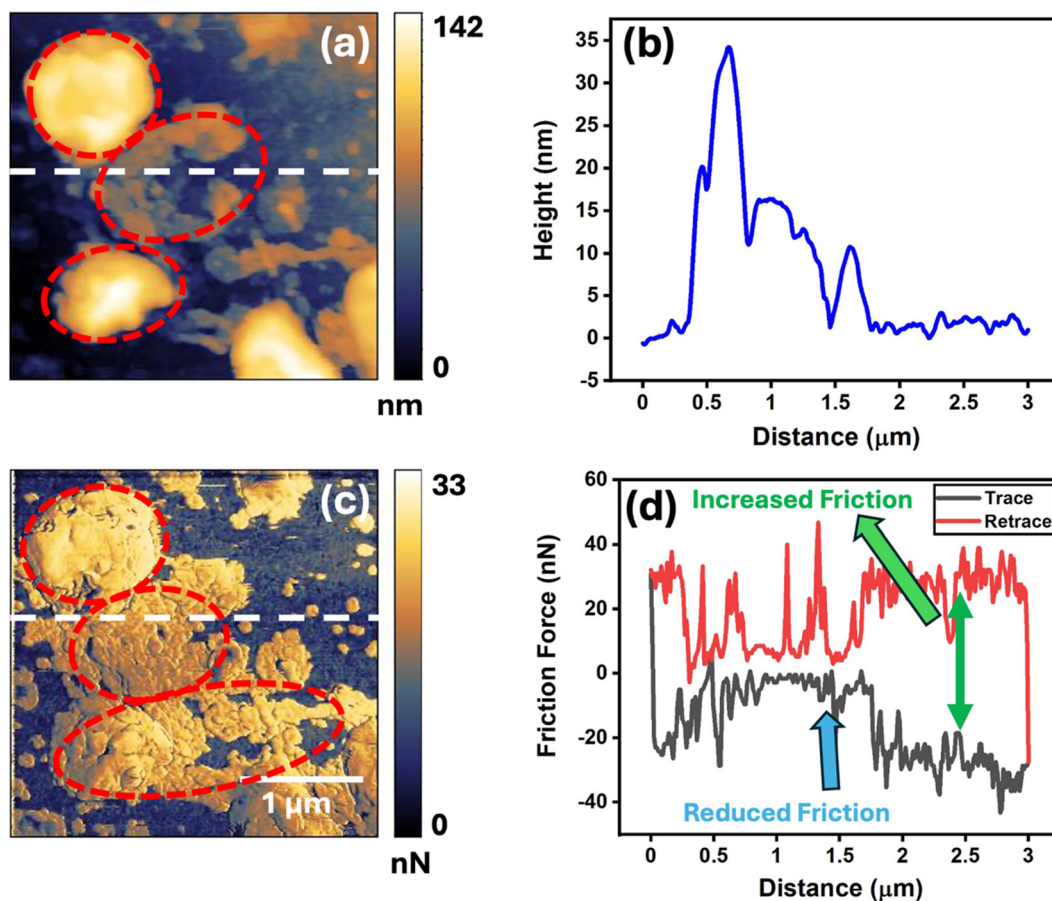 (a)
142
0
nm
(b)
Height (nm)
35
30
25
20
15
10
5
0
-5
0 0.5 1 1.5 2 2.5 3
Distance (μm)
(c)
1 μm
33
0
nN
(d)
Increased Friction
Trace
Retrace
Friction Force (nN)
60
40
20
0
-20
-40
Reduced Friction
0 0.5 1 1.5 2 2.5 3
Distance (μm)